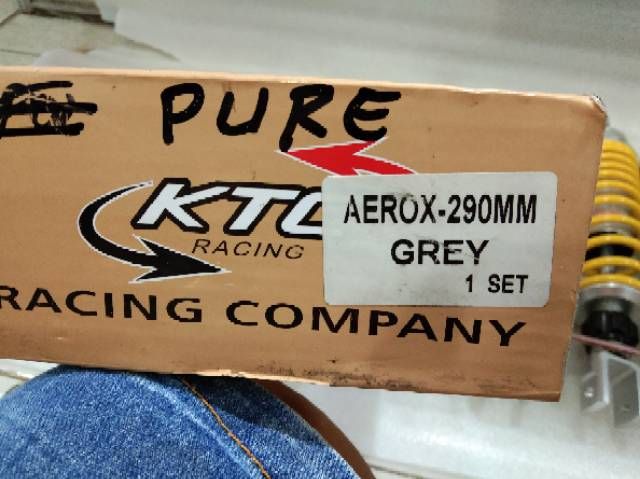 PURE
KTC
RACING
AEROX-290MM
GREY
1 SET
RACING COMPANY